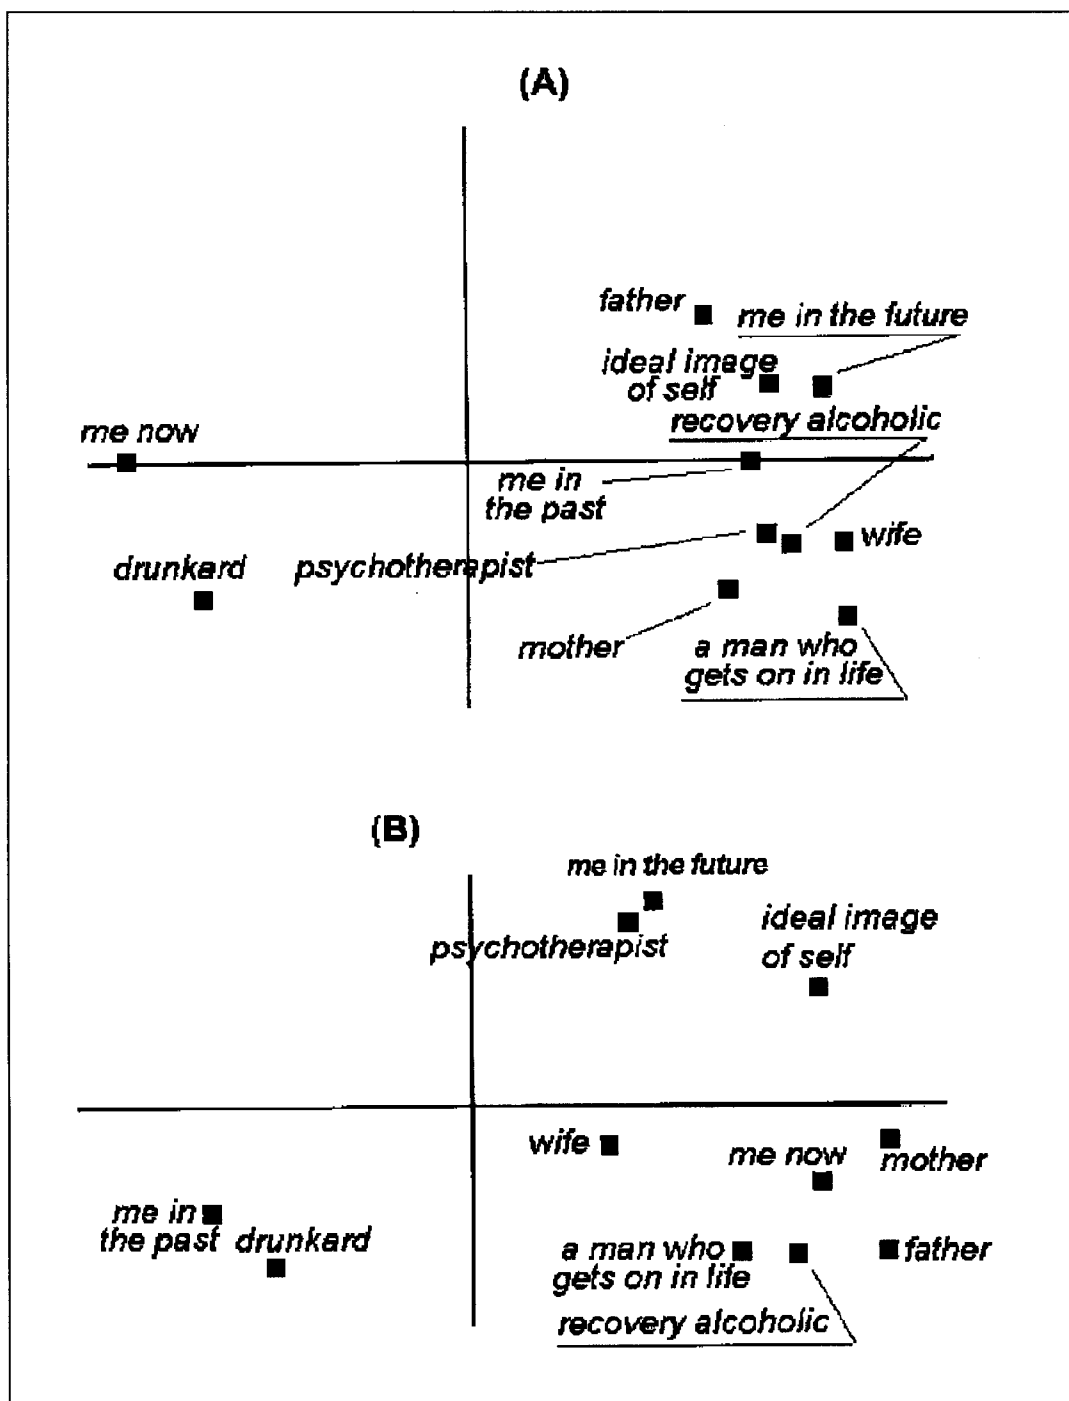 (A)
father
me in the future
ideal image
of self
recovery alcoholic
me now
me in
the past
wife
drunkard
psychotherapist
mother
a man who
gets on in life
(B)
me in the future
ideal image
of self
psychotherapist
wife
me now
mother
me in
the past
drunkard
a man who
gets on in life
father
recovery alcoholic